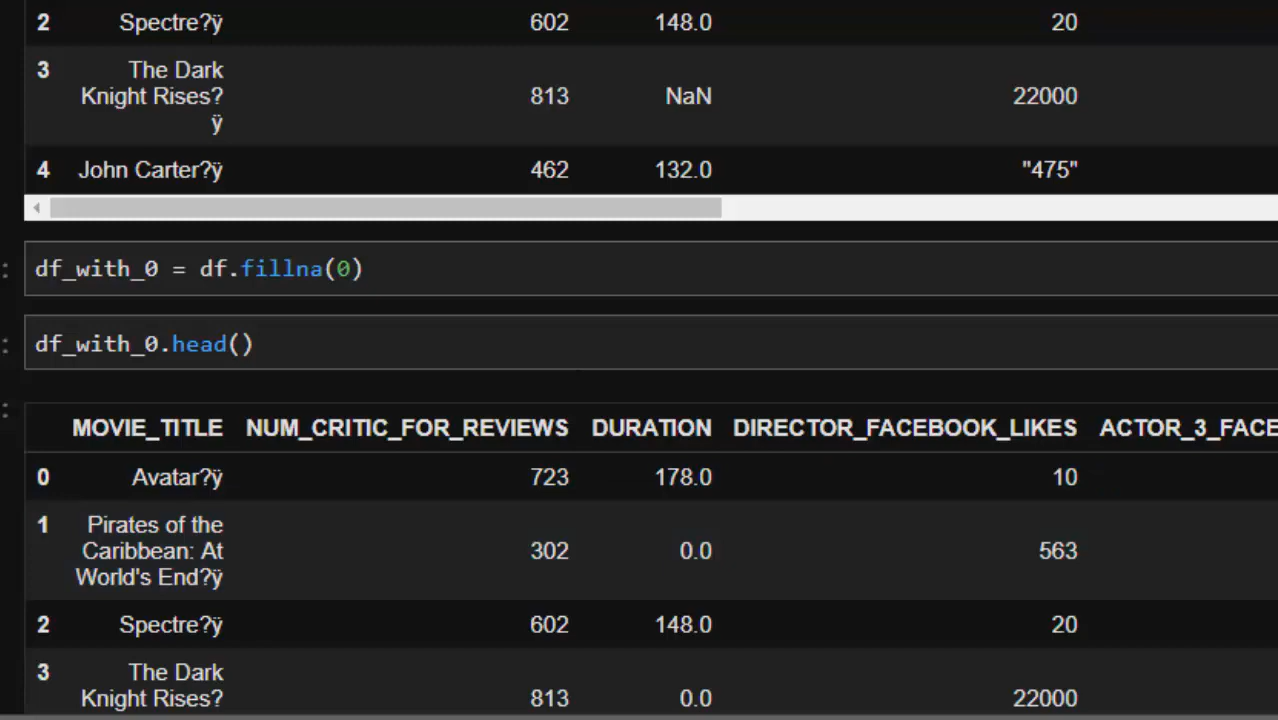 2 Spectre?ÿ 602 148.0 20
3 The Dark
Knight Rises? 813 NaN 22000
ÿ
4 John Carter?ÿ 462 132.0 "475"
: df_with_0 = df.fillna(0)
: df_with_0.head()
:
MOVIE_TITLE NUM_CRITIC_FOR_REVIEWS DURATION DIRECTOR_FACEBOOK_LIKES ACTOR_3_FACE
0 Avatar?ÿ 723 178.0 10
1 Pirates of the
Caribbean: At 302 0.0 563
World's End?ÿ
2 Spectre?ÿ 602 148.0 20
3 The Dark
Knight Rises? 813 0.0 22000